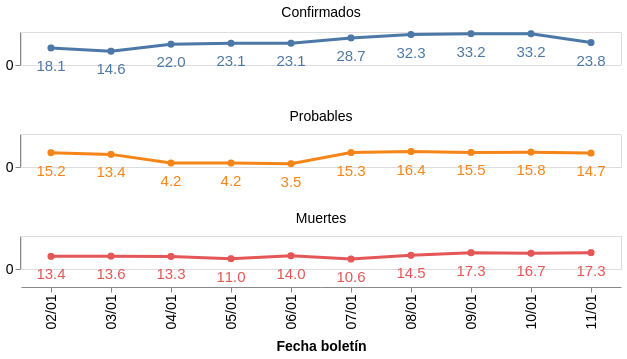 Confirmados
0
18.1 14.6 22.0 23.1 23.1 28.7 32.3 33.2 33.2 23.8
Probables
0
15.2 13.4 4.2 4.2 3.5 15.3 16.4 15.5 15.8 14.7
Muertes
0
13.4 13.6 13.3 11.0 14.0 10.6 14.5 17.3 16.7 17.3
02/01 03/01 04/01 05/01 06/01 07/01 08/01 09/01 10/01 11/01
Fecha boletín